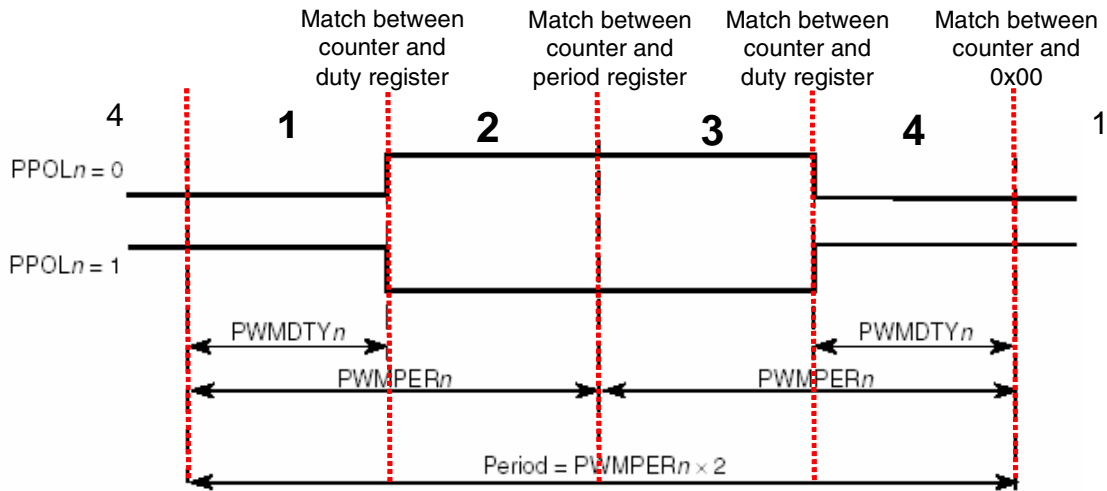 Match between
counter and
duty register
Match between
counter and
period register
Match between
counter and
duty register
Match between
counter and
0x00
4
1
2
3
4
1
PPOLn = 0
PPOLn = 1
PWMDTYn
PWMDTYn
PWMPERn
PWMPERn
Period = PWMPERn × 2